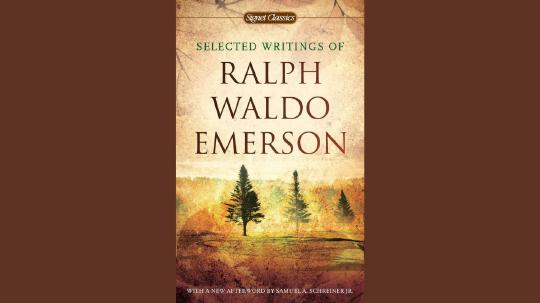 Signet Classics
SELECTED WRITINGS OF
RALPH
WALDO
EMERSON
WITH A NEW AFTERWORD BY SAMUEL A. SCHREINER JR.